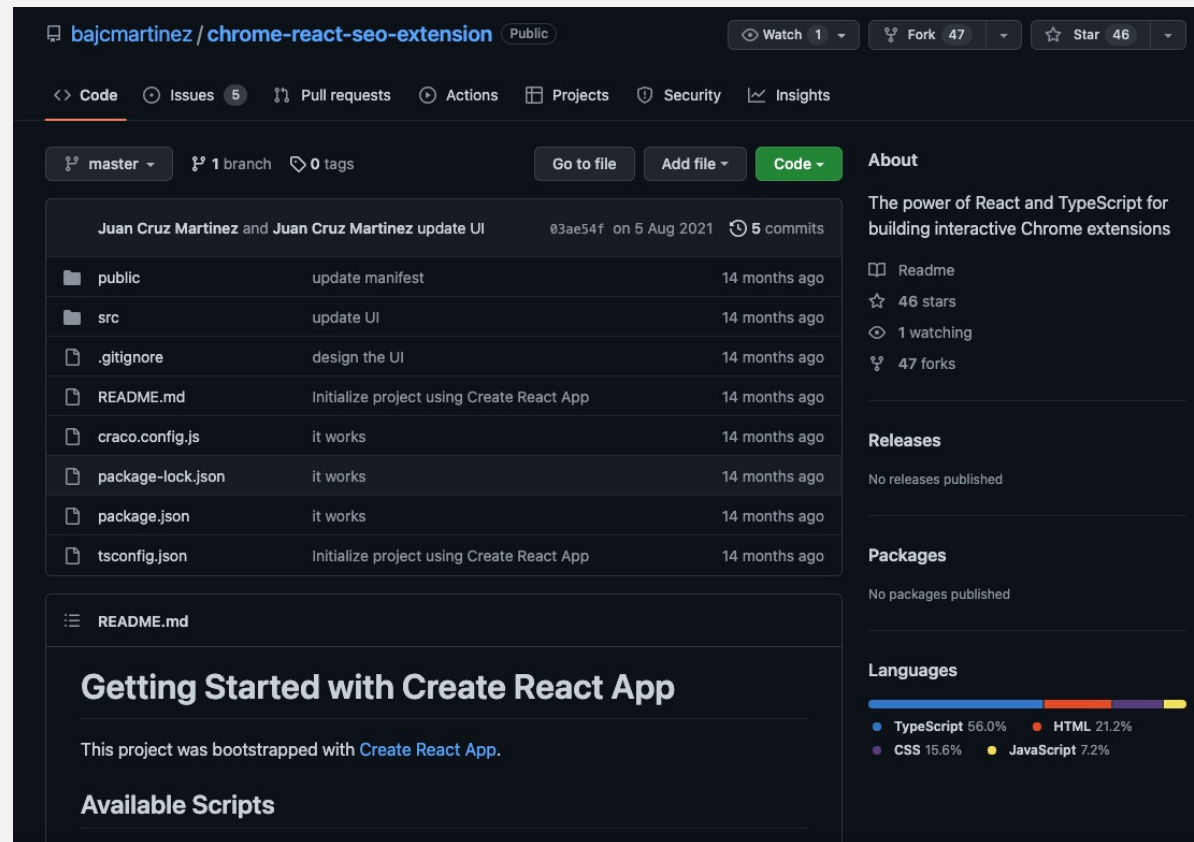 bajcmartinez / chrome-react-seo-extension Public
Watch 1 Fork 47 Star 46
Code Issues 5 Pull requests Actions Projects Security Insights
master 1 branch 0 tags Go to file Add file Code
Juan Cruz Martinez and Juan Cruz Martinez update UI 03ae54f on 5 Aug 2021 5 commits
public update manifest 14 months ago
src update UI 14 months ago
.gitignore design the UI 14 months ago
README.md Initialize project using Create React App 14 months ago
craco.config.js it works 14 months ago
package-lock.json it works 14 months ago
package.json it works 14 months ago
tsconfig.json Initialize project using Create React App 14 months ago
README.md
Getting Started with Create React App
This project was bootstrapped with Create React App.
Available Scripts
About
The power of React and TypeScript for
building interactive Chrome extensions
Readme
46 stars
1 watching
47 forks
Releases
No releases published
Packages
No packages published
Languages
TypeScript 56.0% HTML 21.2%
CSS 15.6% JavaScript 7.2%